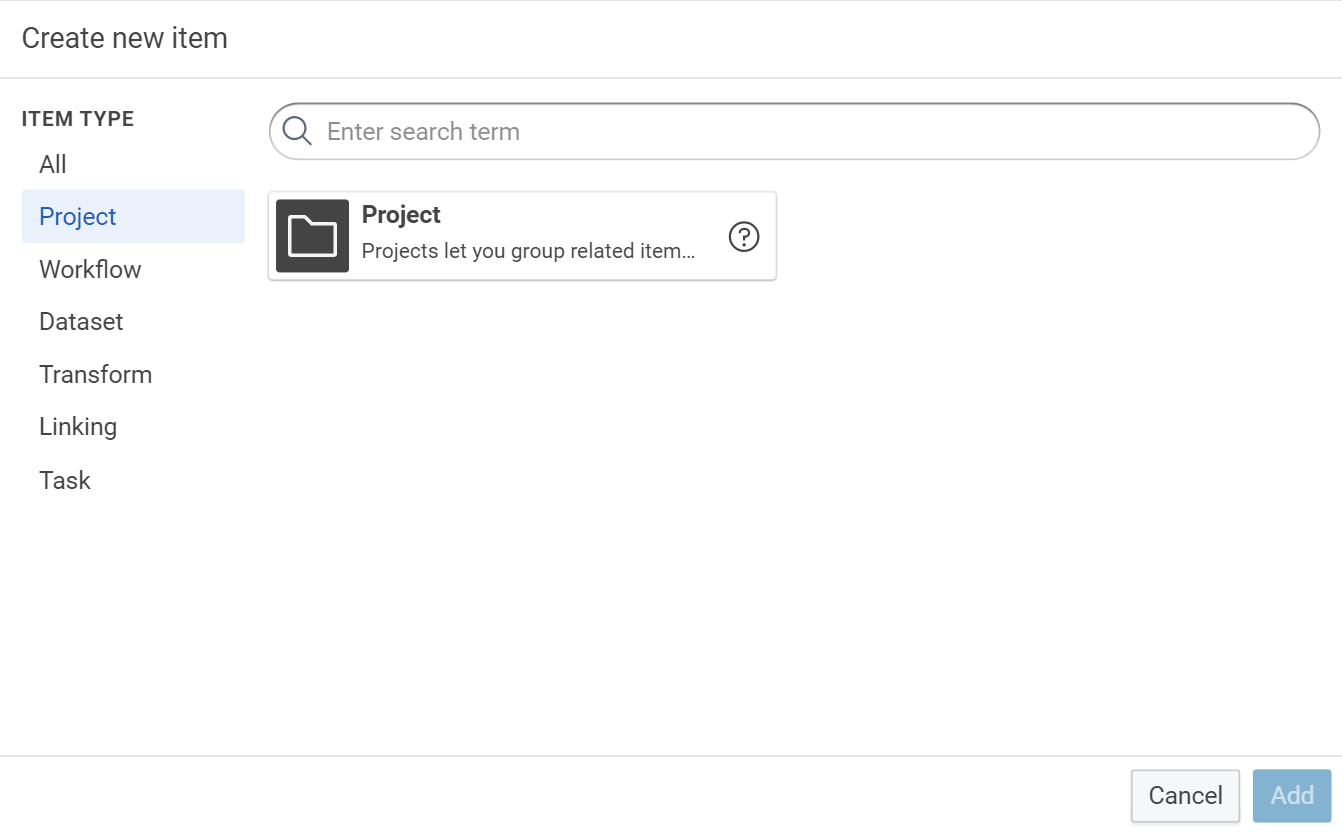 Create new item
ITEM TYPE
All
Project
Workflow
Dataset
Transform
Linking
Task
Enter search term
Project
Projects let you group related item...
?
Cancel
Add